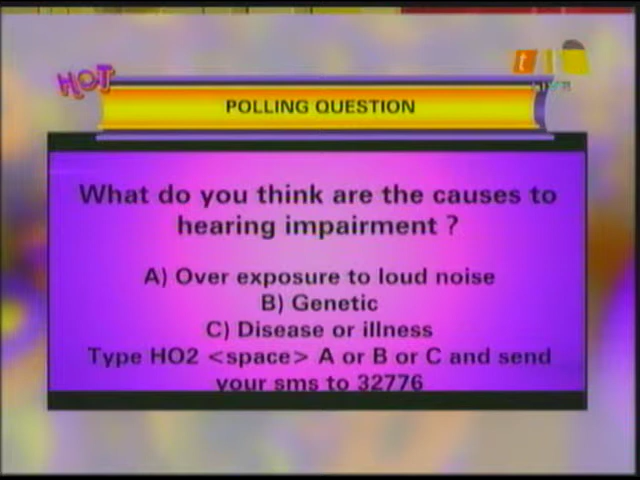 HOT
POLLING QUESTION
What do you think are the causes to
hearing impairment ?
A) Over exposure to loud noise
B) Genetic
C) Disease or illness
Type HO2 <space> A or B or C and send
your sms to 32776